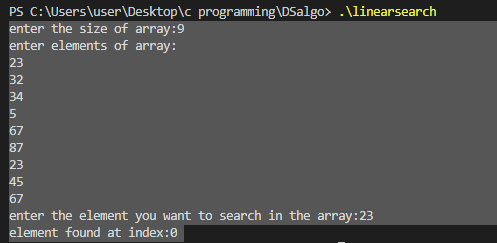 PS C:\Users\user\Desktop\c programming\DSalgo> .\linearsearch
enter the size of array:9
enter elements of array:
23
32
34
5
67
87
23
45
67
enter the element you want to search in the array:23
element found at index:0